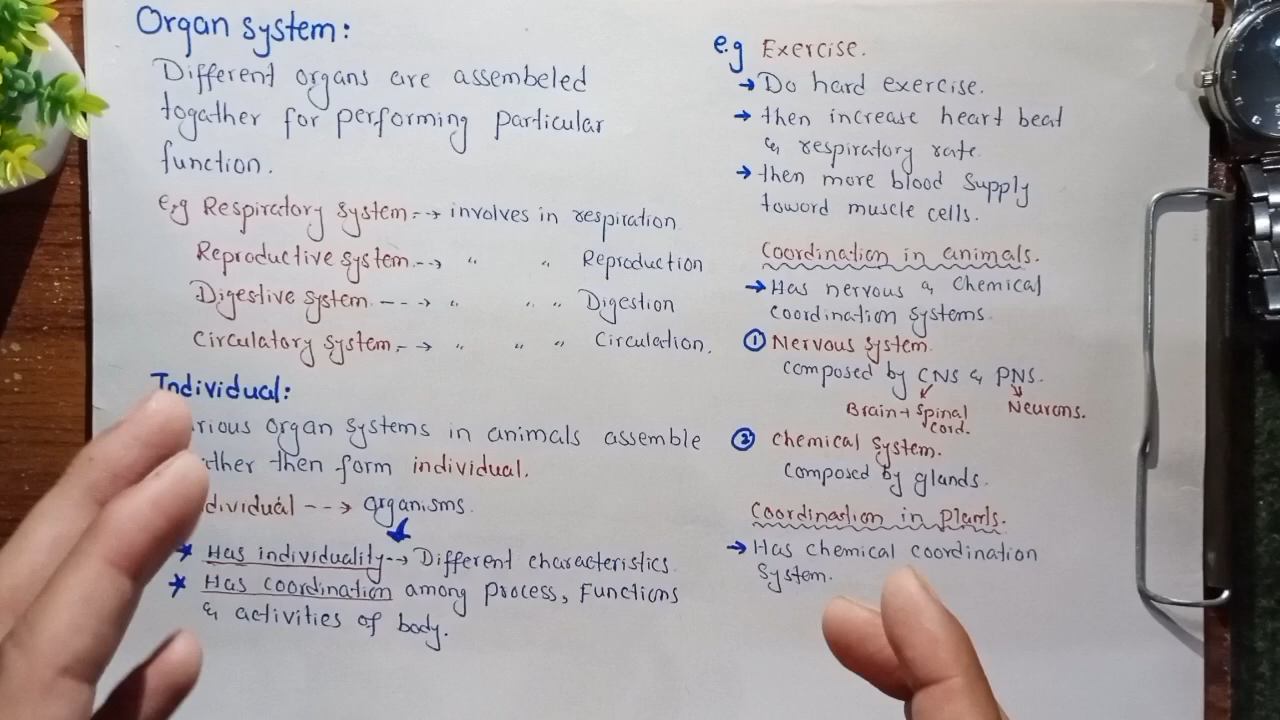 Organ system:
Different organs are assembeled
togather for performing particular
function.
e.g Respiratory system --→ involves in respiration
Reproductive system --→ " " Reproduction
Digestive system ---→ " " " Digestion
Circulatory system -→ " " " Circulation.
Individual:
organ systems in animals assemble
then form individual.
--→ organisms.
* Has individuality --→ Different characteristics
* Has coordination among process, Functions
& activities of body.
e.g Exercise.
→ Do hard exercise.
→ then increase heart beat
& respiratory rate.
→ then more blood supply
toword muscle cells.
Coordination in animals.
→ Has nervous & chemical
coordination systems.
① Nervous system.
composed by CNS & PNS.
Brain + Spinal cord. Neurons.
② chemical system.
composed by glands.
Coordination in Plants.
→ Has chemical coordination
system.